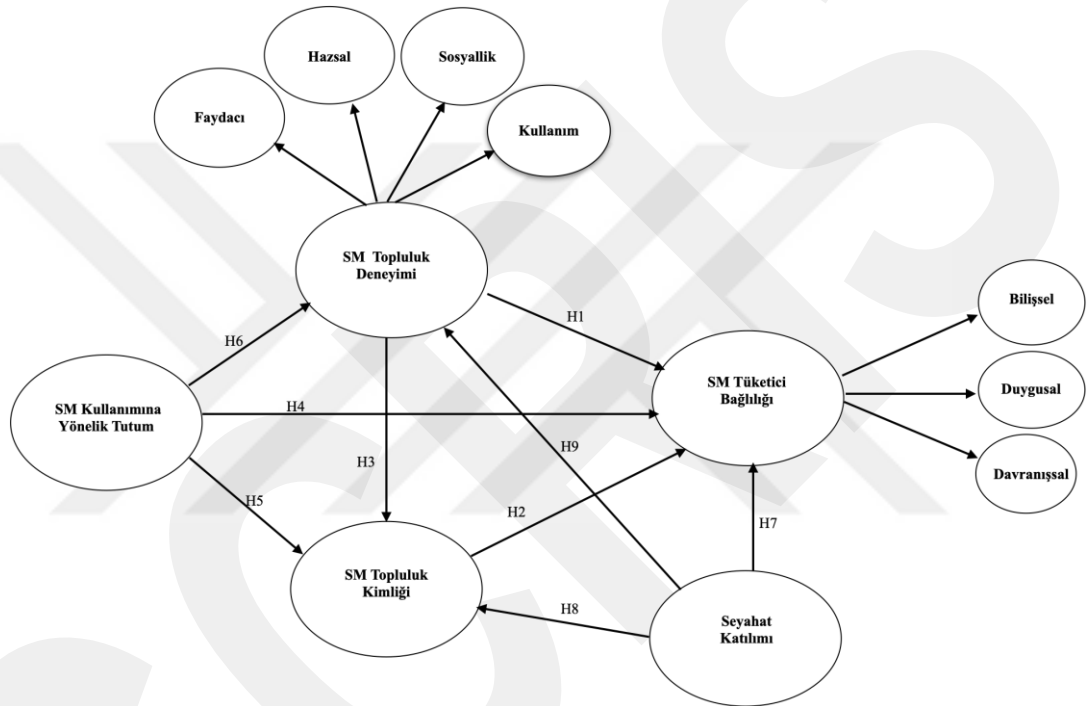 Hazsal
Sosyallik
Faydacı
Kullanım
SM Topluluk
Deneyimi
Bilişsel
H1
H6
SM Tüketici
Bağlılığı
Duygusal
SM Kullanımına
Yönelik Tutum
H4
H9
H3
Davranışsal
H5
H2
H7
SM Topluluk
Kimliği
H8
Seyahat
Katılımı